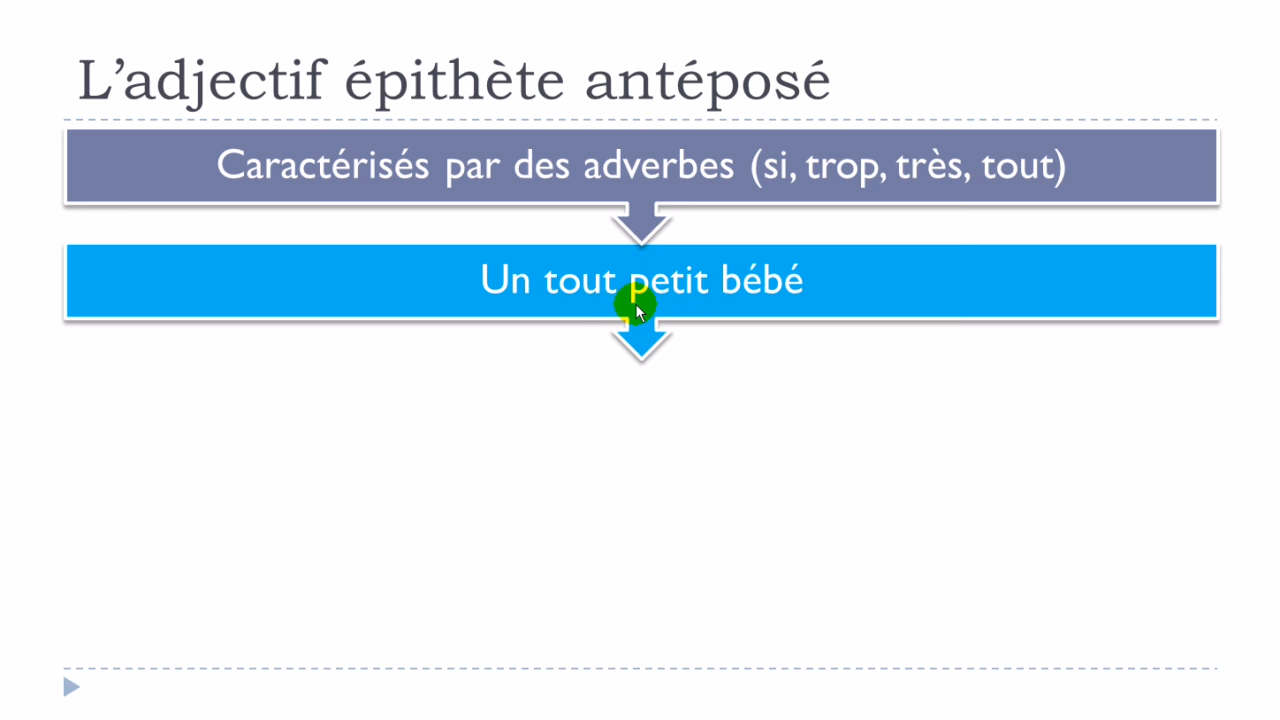 L’adjectif épithète antéposé
Caractérisés par des adverbes (si, trop, très, tout)
Un tout petit bébé